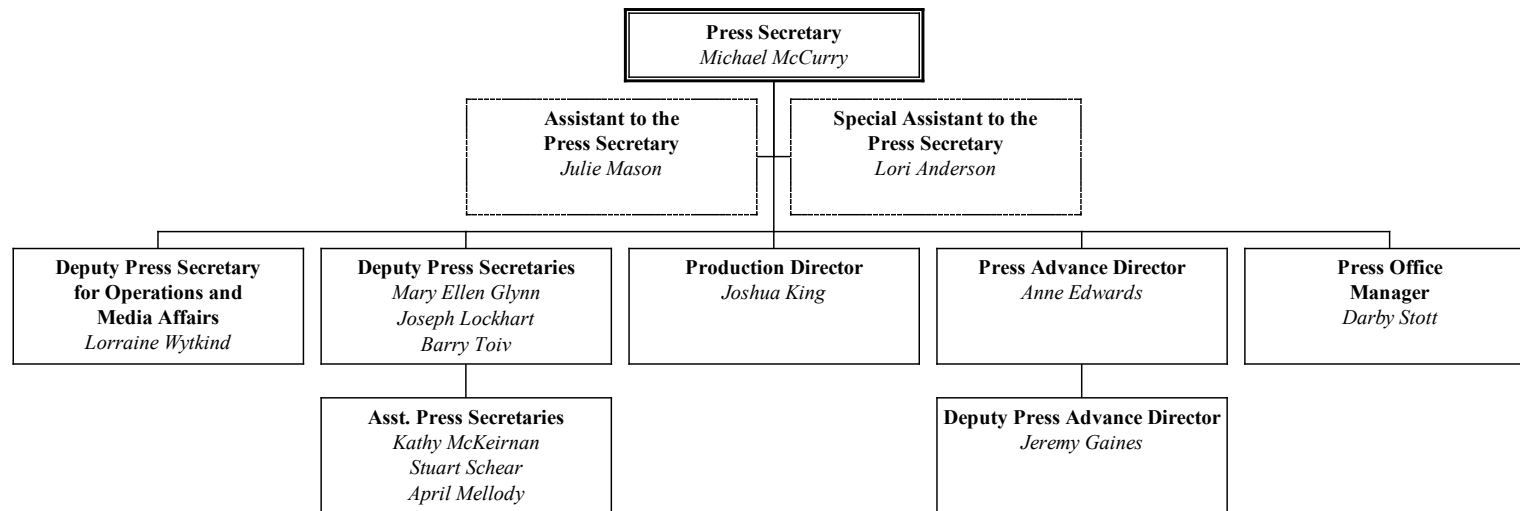 Press Secretary
Michael McCurry
Assistant to the
Press Secretary
Julie Mason
Special Assistant to the
Press Secretary
Lori Anderson
Deputy Press Secretary
for Operations and
Media Affairs
Lorraine Wytkind
Deputy Press Secretaries
Mary Ellen Glynn
Joseph Lockhart
Barry Toiv
Production Director
Joshua King
Press Advance Director
Anne Edwards
Press Office
Manager
Darby Stott
Asst. Press Secretaries
Kathy McKeirnan
Stuart Schear
April Mellody
Deputy Press Advance Director
Jeremy Gaines